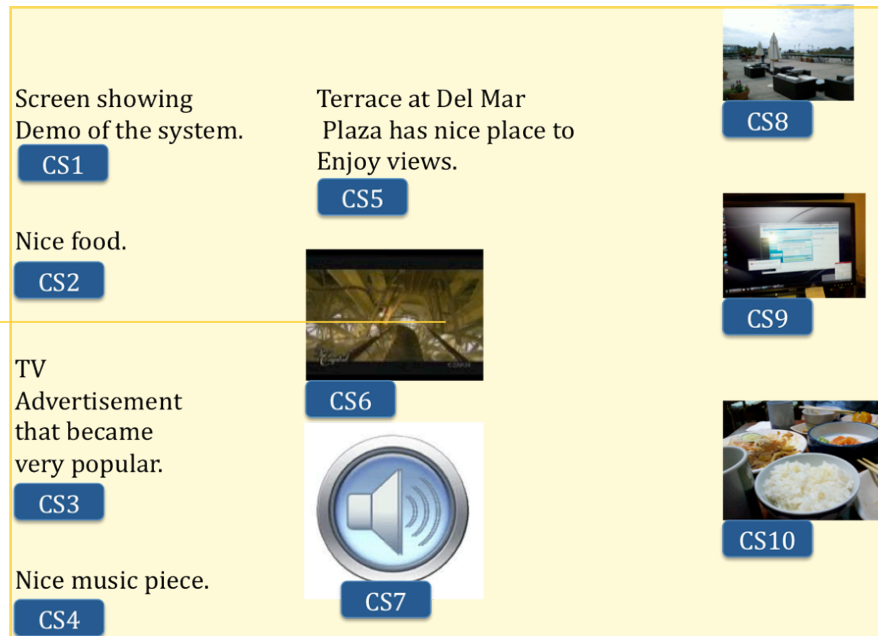 Screen showing
Demo of the system.
CS1
Nice food.
CS2
TV
Advertisement
that became
very popular.
CS3
Nice music piece.
CS4
Terrace at Del Mar
Plaza has nice place to
Enjoy views.
CS5
CS6
CS7
CS8
CS9
CS10